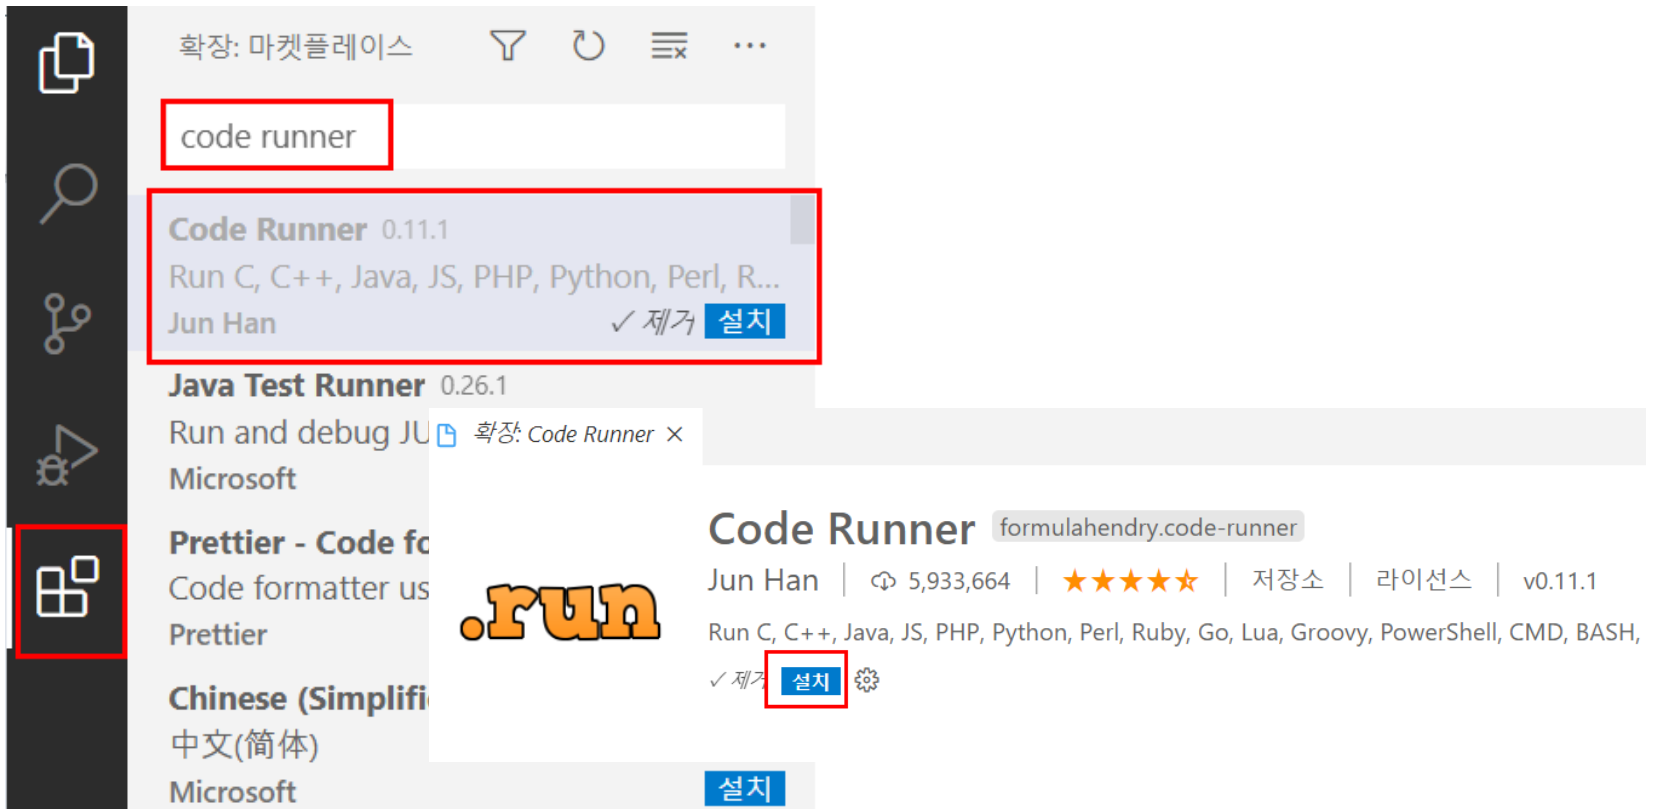 확장: 마켓플레이스
code runner
Code Runner 0.11.1
Run C, C++, Java, JS, PHP, Python, Perl, R...
Jun Han ✓ 제거 설치
Java Test Runner 0.26.1
Run and debug JU
Microsoft
Prettier - Code fo
Code formatter us
Prettier
Chinese (Simplifi
中文(简体)
Microsoft 설치
확장: Code Runner ×
.run
Code Runner formulahendry.code-runner
Jun Han | 5,933,664 | 저장소 | 라이선스 | v0.11.1
Run C, C++, Java, JS, PHP, Python, Perl, Ruby, Go, Lua, Groovy, PowerShell, CMD, BASH,
✓ 제거 설치